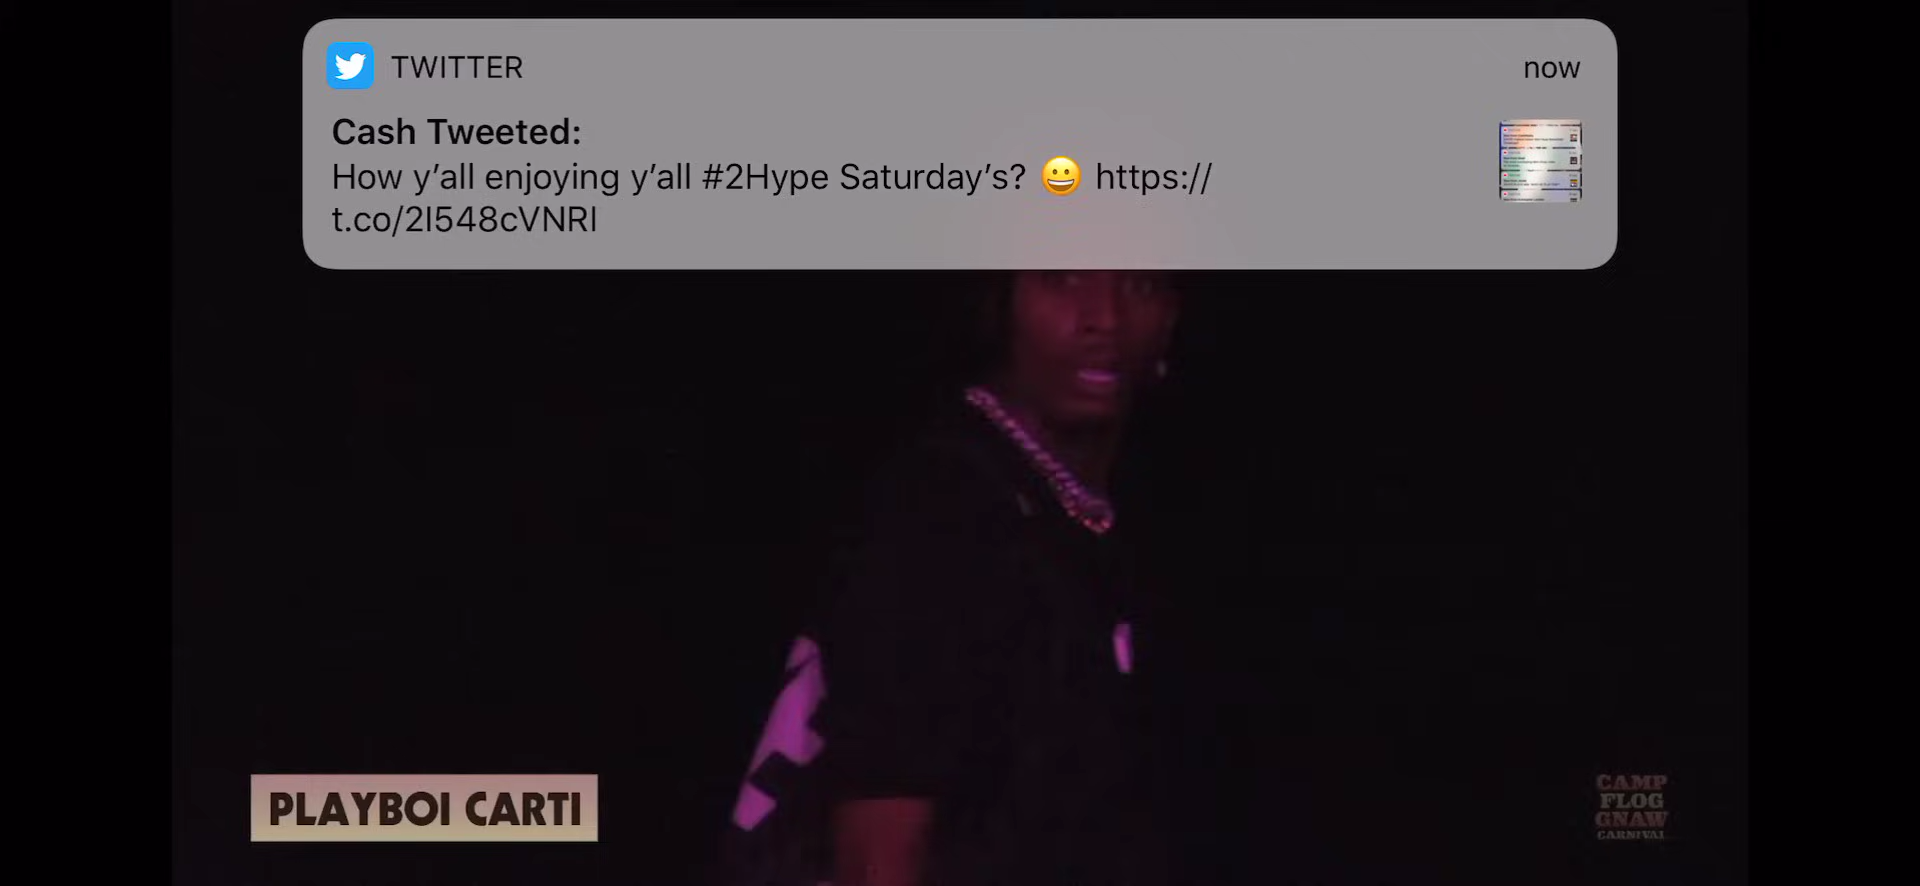 TWITTER
now
Cash Tweeted:
How y’all enjoying y’all #2Hype Saturday’s? 😀 https://
t.co/2I548cVNRI
PLAYBOI CARTI
CAMP
FLOG
GNAW
CARNIVAL